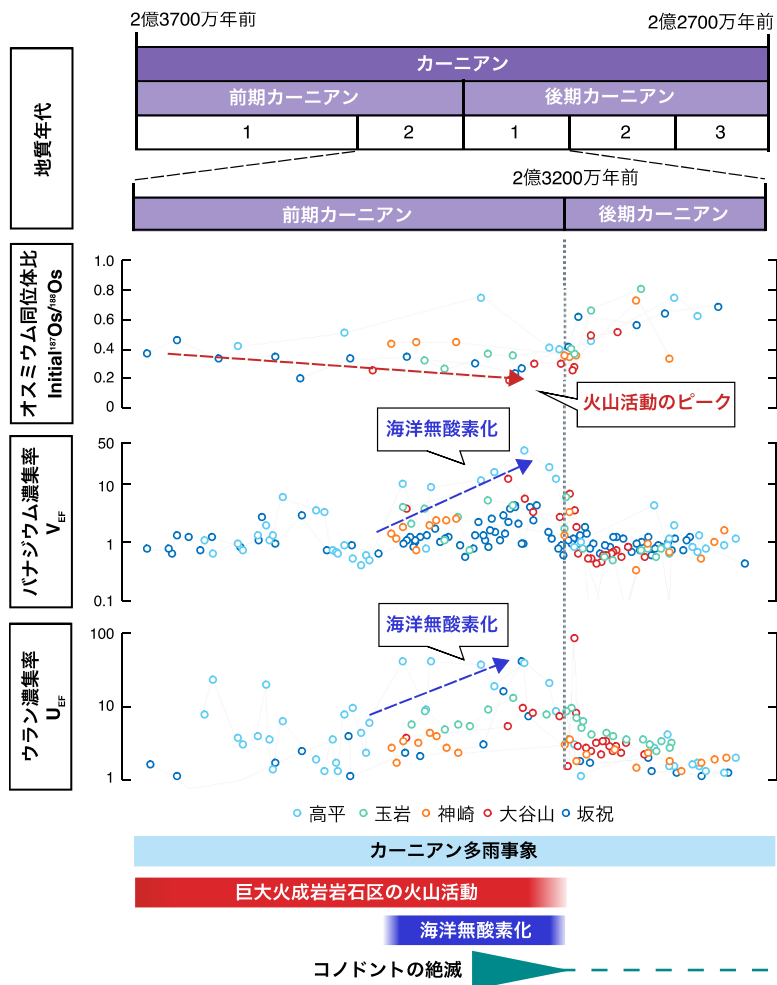 2億3700万年前 2億2700万年前
カーニアン
前期カーニアン 後期カーニアン
1 2 1 2 3
地質年代
2億3200万年前
前期カーニアン 後期カーニアン
オスミウム同位体比
Initial¹⁸⁷Os/¹⁸⁸Os
1.0
0.8
0.6
0.4
0.2
0
火山活動のピーク
海洋無酸素化
バナジウム濃集率
VEF
50
10
1
0.1
海洋無酸素化
ウラン濃集率
UEF
100
10
1
高平 玉岩 神崎 大谷山 坂祝
カーニアン多雨事象
巨大火成岩岩石区の火山活動
海洋無酸素化
コノドントの絶滅